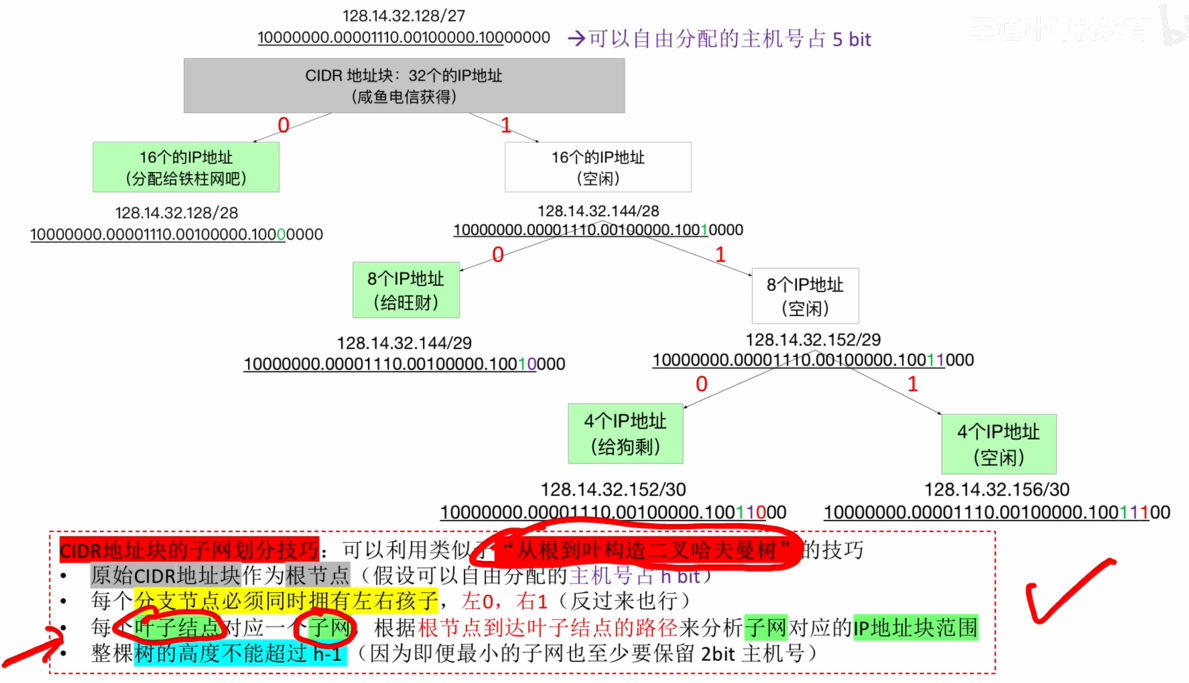 128.14.32.128/27
王道计算机教育
10000000.00001110.00100000.10000000 →可以自由分配的主机号占 5 bit
CIDR 地址块：32个的IP地址
（咸鱼电信获得）
0 1
16个的IP地址
（分配给铁柱网吧）
16个的IP地址
（空闲）
128.14.32.128/28
10000000.00001110.00100000.10000000
128.14.32.144/28
10000000.00001110.00100000.10010000
0 1
8个IP地址
（给旺财）
8个IP地址
（空闲）
128.14.32.144/29
10000000.00001110.00100000.10010000
128.14.32.152/29
10000000.00001110.00100000.10011000
0 1
4个IP地址
（给狗剩）
4个IP地址
（空闲）
128.14.32.152/30
10000000.00001110.00100000.10011000
128.14.32.156/30
10000000.00001110.00100000.10011100
CIDR地址块的子网划分技巧：可以利用类似于“从根到叶构造二叉哈夫曼树”的技巧
• 原始CIDR地址块作为根节点（假设可以自由分配的主机号占 h bit）
• 每个分支节点必须同时拥有左右孩子，左0，右1（反过来也行）
• 每个叶子结点对应一个子网，根据根节点到达叶子结点的路径来分析子网对应的IP地址块范围
• 整棵树的高度不能超过 h-1（因为即便最小的子网也至少要保留 2bit 主机号）